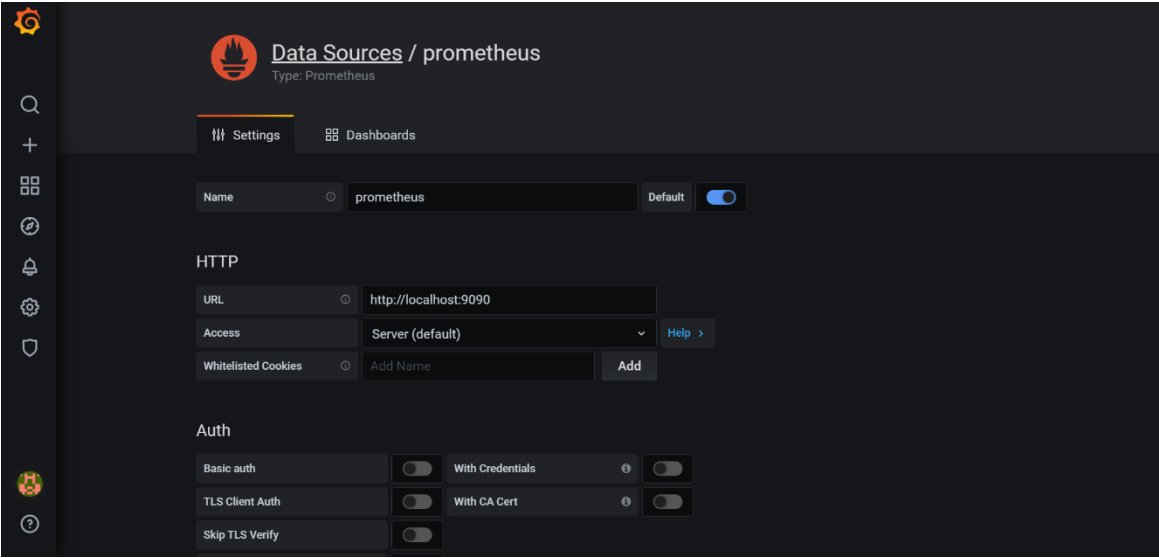 Data Sources / prometheus
Type: Prometheus
Settings Dashboards
Name prometheus Default
HTTP
URL http://localhost:9090
Access Server (default) Help >
Whitelisted Cookies Add Name Add
Auth
Basic auth With Credentials
TLS Client Auth With CA Cert
Skip TLS Verify